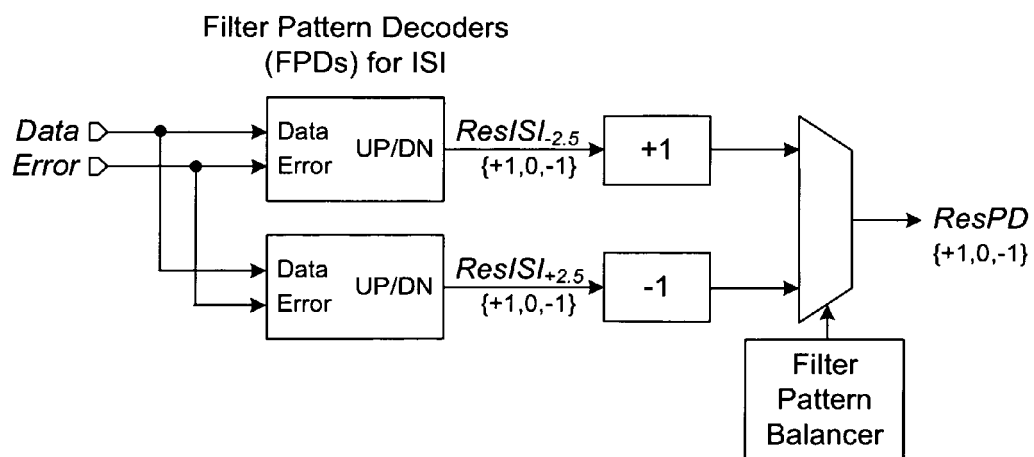 Filter Pattern Decoders
(FPDs) for ISI
Data
Error
Data
Error
UP/DN
ResISI-2.5
{+1,0,-1}
+1
Data
Error
UP/DN
ResISI+2.5
{+1,0,-1}
-1
ResPD
{+1,0,-1}
Filter
Pattern
Balancer